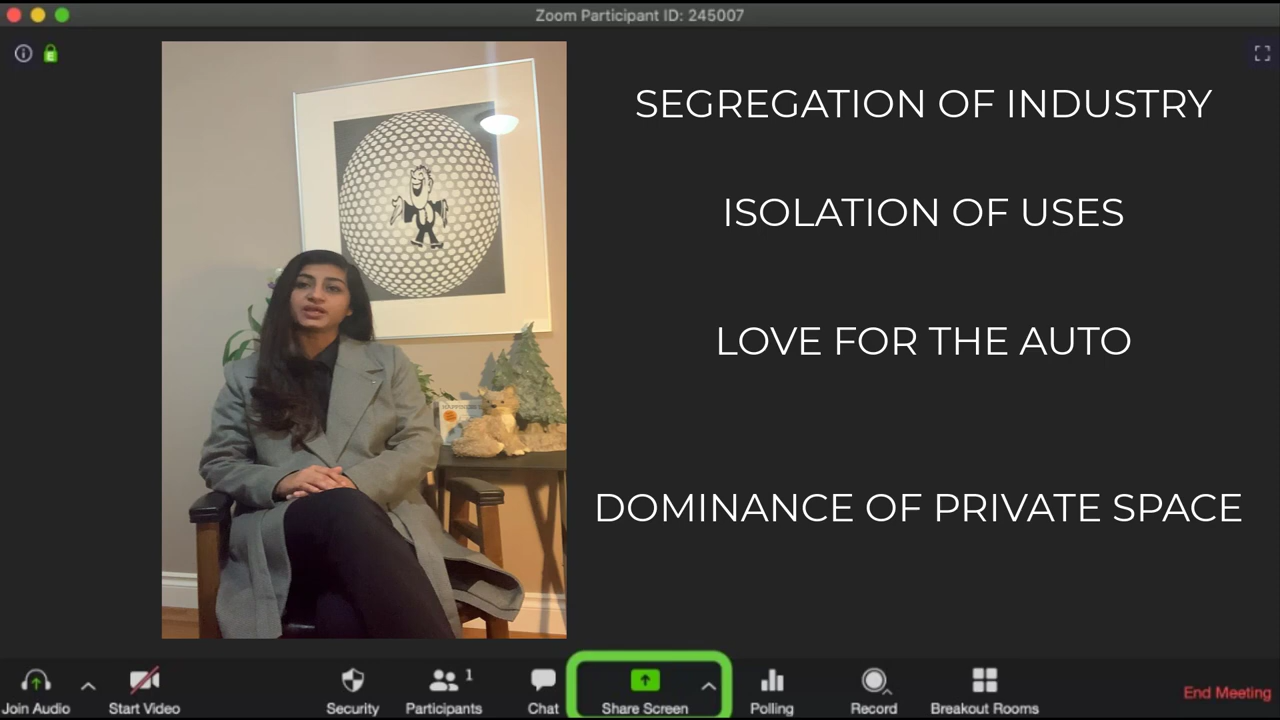 Zoom Participant ID: 245007
SEGREGATION OF INDUSTRY
ISOLATION OF USES
LOVE FOR THE AUTO
DOMINANCE OF PRIVATE SPACE
1
Join Audio
Start Video
Security
Participants
Chat
Share Screen
Polling
Record
Breakout Rooms
End Meeting